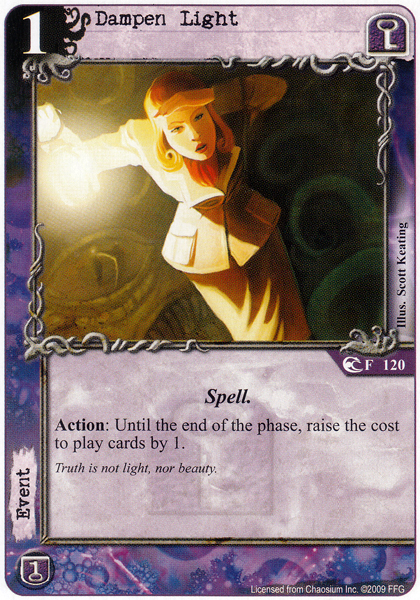 1
Dampen Light
Illus. Scott Keating
F 120
Spell.
Action: Until the end of the phase, raise the cost
to play cards by 1.
Truth is not light, nor beauty.
Event
1
Licensed from Chaosium Inc. ©2009 FFG